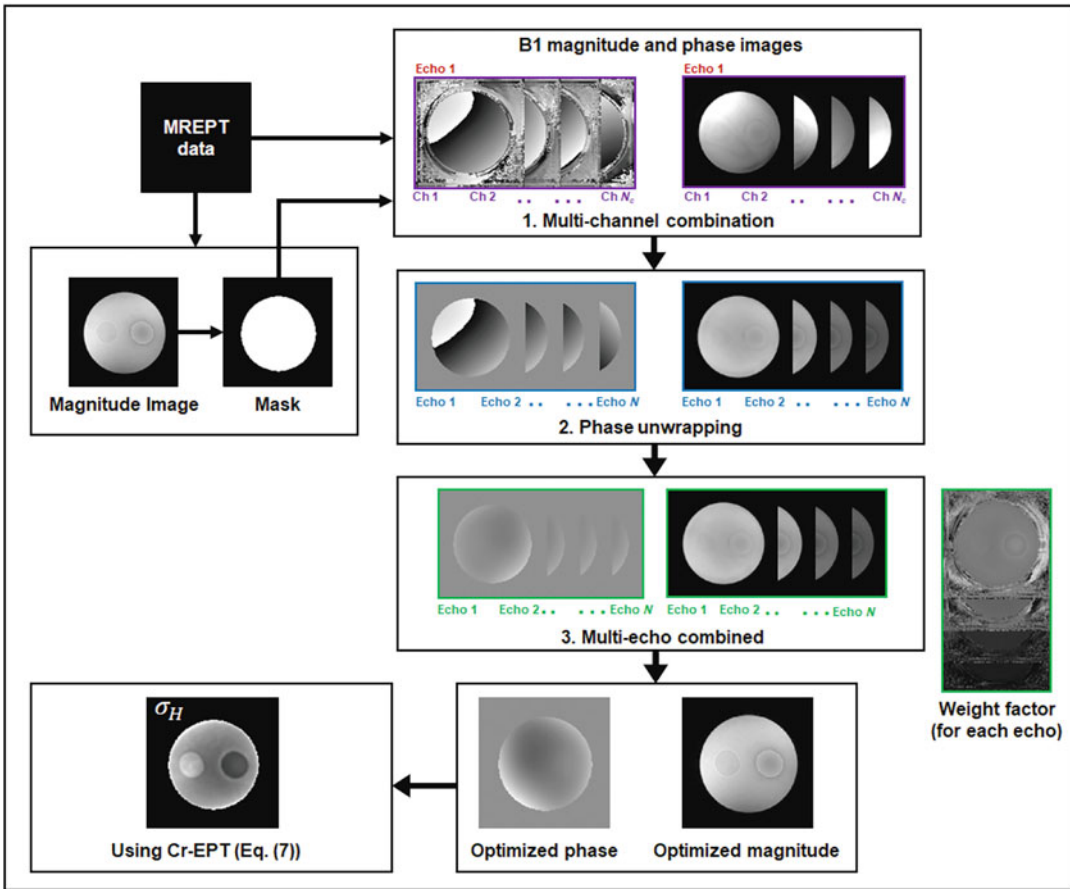 B1 magnitude and phase images
MREPT
data
Echo 1
Echo 1
Ch 1 Ch 2 .. ... Ch Nc
Ch 1 Ch 2 .. ... Ch Nc
1. Multi-channel combination
Magnitude Image
Mask
Echo 1 Echo 2 .. ... Echo N
Echo 1 Echo 2 .. ... Echo N
2. Phase unwrapping
Echo 1 Echo 2 .. ... Echo N
Echo 1 Echo 2 .. ... Echo N
3. Multi-echo combined
Weight factor
(for each echo)
σH
Using Cr-EPT (Eq. (7))
Optimized phase
Optimized magnitude